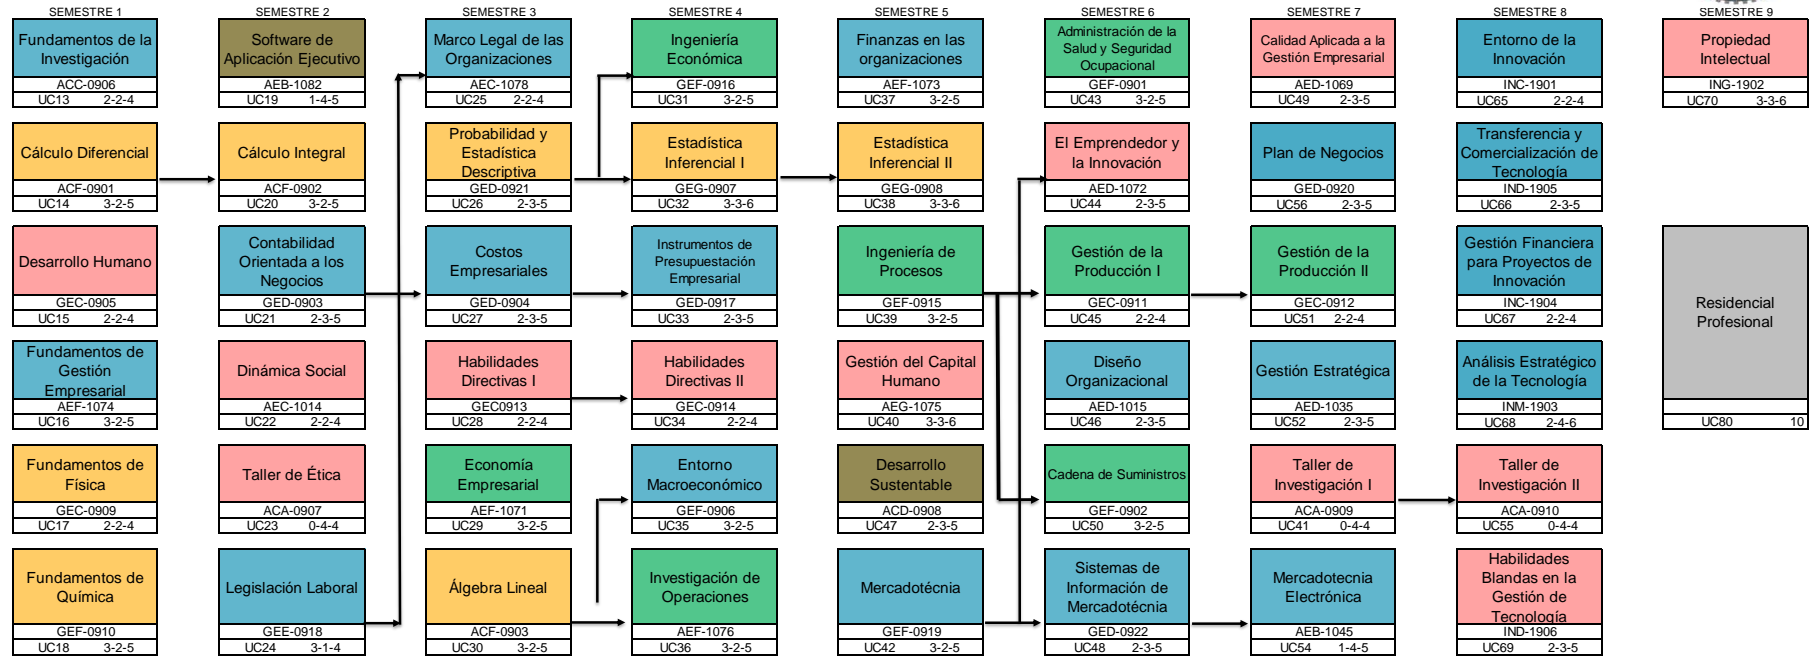 SEMESTRE 1
Fundamentos de la
Investigación
ACC-0906
UC13 2-2-4
Cálculo Diferencial
ACF-0901
UC14 3-2-5
Desarrollo Humano
GEC-0905
UC15 2-2-4
Fundamentos de
Gestión
Empresarial
AEF-1074
UC16 3-2-5
Fundamentos de
Física
GEC-0909
UC17 2-2-4
Fundamentos de
Química
GEF-0910
UC18 3-2-5
SEMESTRE 2
Software de
Aplicación Ejecutivo
AEB-1082
UC19 1-4-5
Cálculo Integral
ACF-0902
UC20 3-2-5
Contabilidad
Orientada a los
Negocios
GED-0903
UC21 2-3-5
Dinámica Social
AEC-1014
UC22 2-2-4
Taller de Ética
ACA-0907
UC23 0-4-4
Legislación Laboral
GEE-0918
UC24 3-1-4
SEMESTRE 3
Marco Legal de las
Organizaciones
AEC-1078
UC25 2-2-4
Probabilidad y
Estadística
Descriptiva
GED-0921
UC26 2-3-5
Costos
Empresariales
GED-0904
UC27 2-3-5
Habilidades
Directivas I
GEC0913
UC28 2-2-4
Economía
Empresarial
AEF-1071
UC29 3-2-5
Álgebra Lineal
ACF-0903
UC30 3-2-5
SEMESTRE 4
Ingeniería
Económica
GEF-0916
UC31 3-2-5
Estadística
Inferencial I
GEG-0907
UC32 3-3-6
Instrumentos de
Presupuestación
Empresarial
GED-0917
UC33 2-3-5
Habilidades
Directivas II
GEC-0914
UC34 2-2-4
Entorno
Macroeconómico
GEF-0906
UC35 3-2-5
Investigación de
Operaciones
AEF-1076
UC36 3-2-5
SEMESTRE 5
Finanzas en las
organizaciones
AEF-1073
UC37 3-2-5
Estadística
Inferencial II
GEG-0908
UC38 3-3-6
Ingeniería de
Procesos
GEF-0915
UC39 3-2-5
Gestión del Capital
Humano
AEG-1075
UC40 3-3-6
Desarrollo
Sustentable
ACD-0908
UC47 2-3-5
Mercadotécnia
GEF-0919
UC42 3-2-5
SEMESTRE 6
Administración de la
Salud y Seguridad
Ocupacional
GEF-0901
UC43 3-2-5
El Emprendedor y
la Innovación
AED-1072
UC44 2-3-5
Gestión de la
Producción I
GEC-0911
UC45 2-2-4
Diseño
Organizacional
AED-1015
UC46 2-3-5
Cadena de Suministros
GEF-0902
UC50 3-2-5
Sistemas de
Información de
Mercadotécnia
GED-0922
UC48 2-3-5
SEMESTRE 7
Calidad Aplicada a la
Gestión Empresarial
AED-1069
UC49 2-3-5
Plan de Negocios
GED-0920
UC56 2-3-5
Gestión de la
Producción II
GEC-0912
UC51 2-2-4
Gestión Estratégica
AED-1035
UC52 2-3-5
Taller de
Investigación I
ACA-0909
UC41 0-4-4
Mercadotecnia
Electrónica
AEB-1045
UC54 1-4-5
SEMESTRE 8
Entorno de la
Innovación
INC-1901
UC65 2-2-4
Transferencia y
Comercialización de
Tecnología
IND-1905
UC66 2-3-5
Gestión Financiera
para Proyectos de
Innovación
INC-1904
UC67 2-2-4
Análisis Estratégico
de la Tecnología
INM-1903
UC68 2-4-6
Taller de
Investigación II
ACA-0910
UC55 0-4-4
Habilidades
Blandas en la
Gestión de
Tecnología
IND-1906
UC69 2-3-5
SEMESTRE 9
Propiedad
Intelectual
ING-1902
UC70 3-3-6
Residencial
Profesional
UC80 10